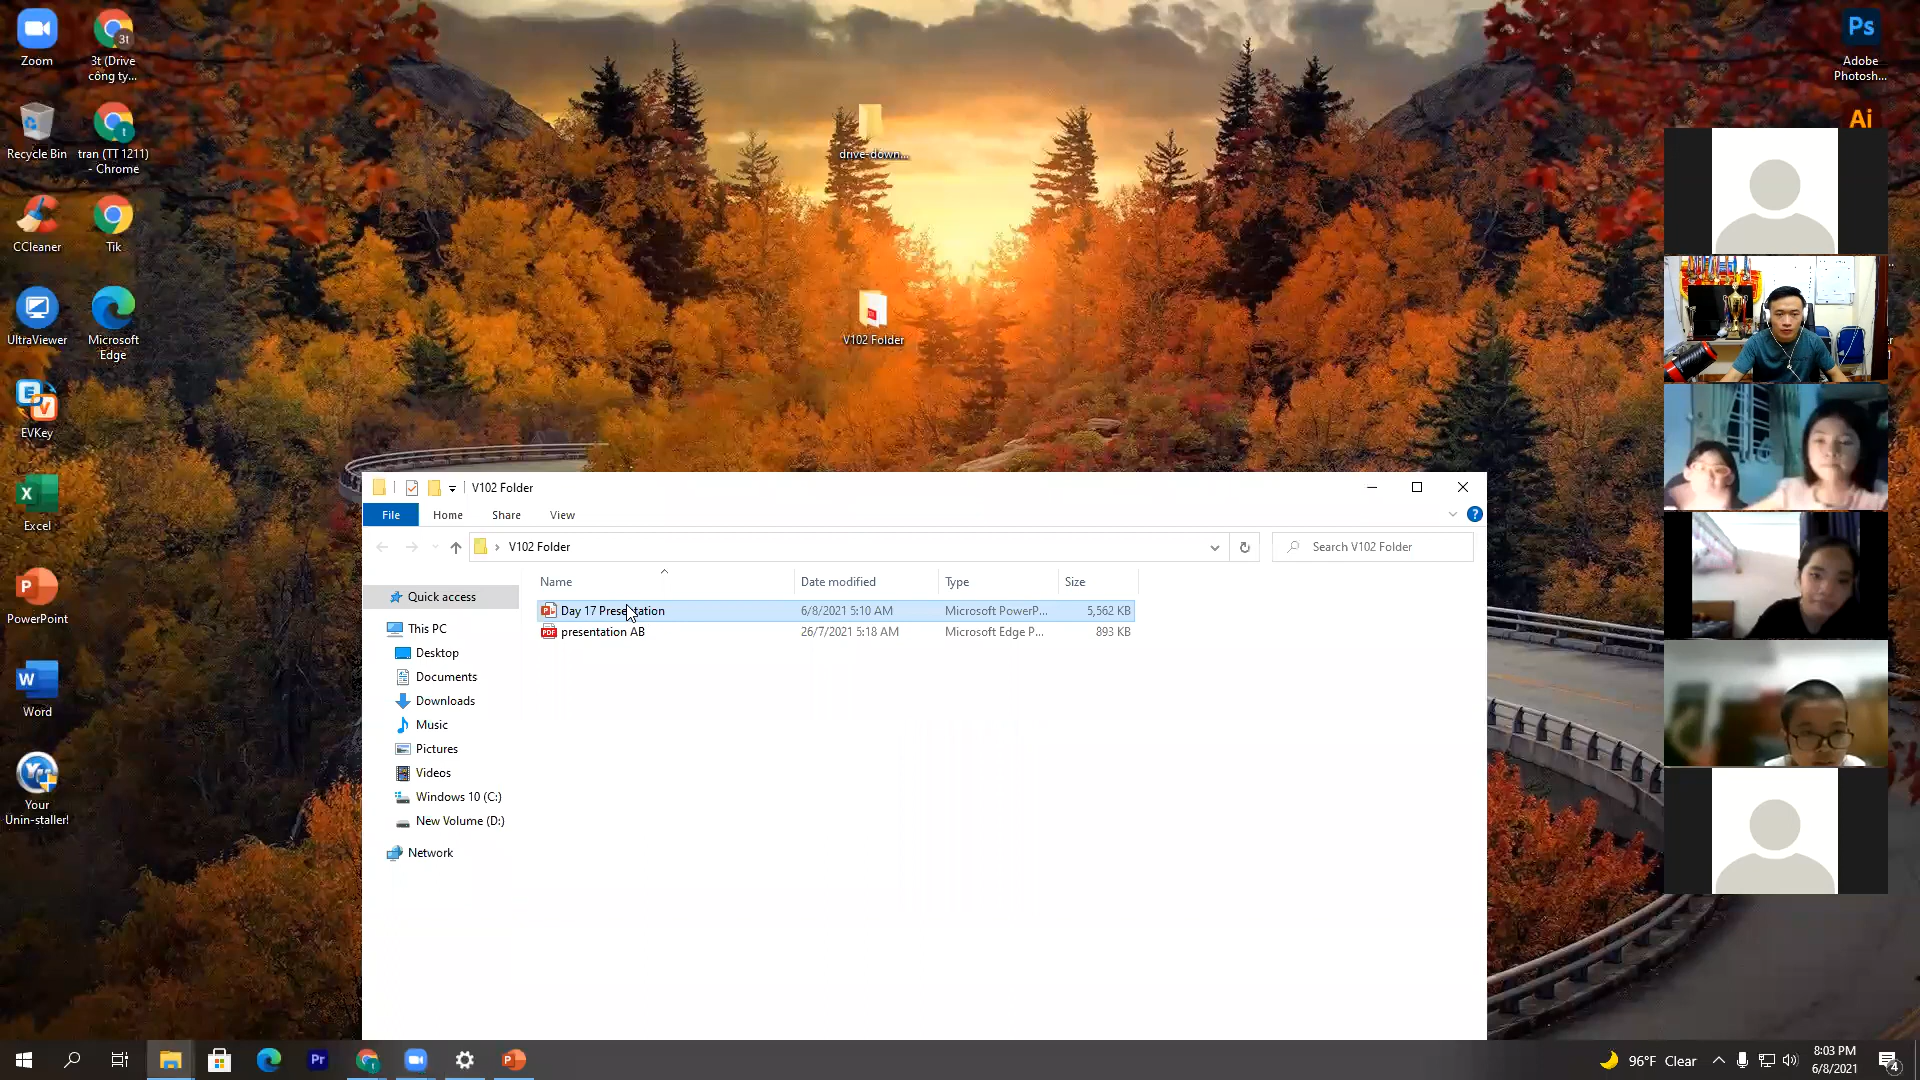 Zoom
3t (Drive
công ty...
3t
Recycle Bin
tran (TT 1211)
- Chrome
t
CCleaner
Tik
UltraViewer
Microsoft
Edge
EVKey
Excel
PowerPoint
Word
Your
Unin-staller!
drive-down...
V102 Folder
Ps
Adobe
Photosh...
Ai
V102 Folder
File
Home
Share
View
V102 Folder
Search V102 Folder
Name
Date modified
Type
Size
Day 17 Presentation
6/8/2021 5:10 AM
Microsoft PowerP...
5,562 KB
presentation AB
26/7/2021 5:18 AM
Microsoft Edge P...
893 KB
Quick access
This PC
Desktop
Documents
Downloads
Music
Pictures
Videos
Windows 10 (C:)
New Volume (D:)
Network
Pr
96°F Clear
8:03 PM
6/8/2021
4